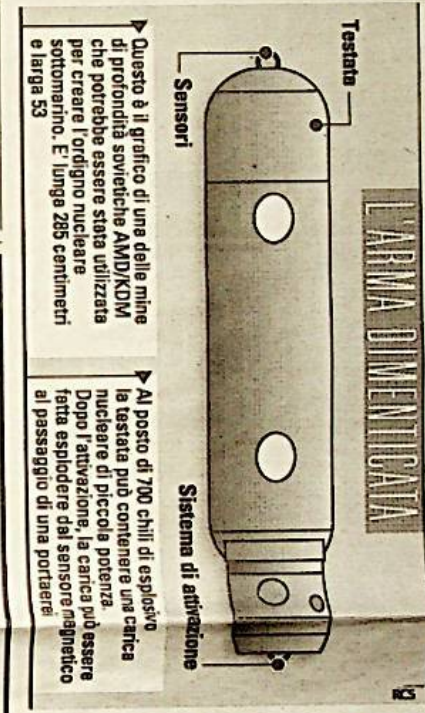 L'ARMA DIMENTICATA
Testata
Sensori
Sistema di attivazione
Questo è il grafico di una delle mine
di profondità sovietiche AMD/KDM
che potrebbe essere stata utilizzata
per creare l'ordigno nucleare
sottomarino. E' lunga 285 centimetri
e larga 53
Al posto di 700 chili di esplosivo
la testata può contenere una carica
nucleare di piccola potenza.
Dopo l'attivazione, la carica può essere
fatta esplodere dal sensore magnetico
al passaggio di una portaerei
RCS